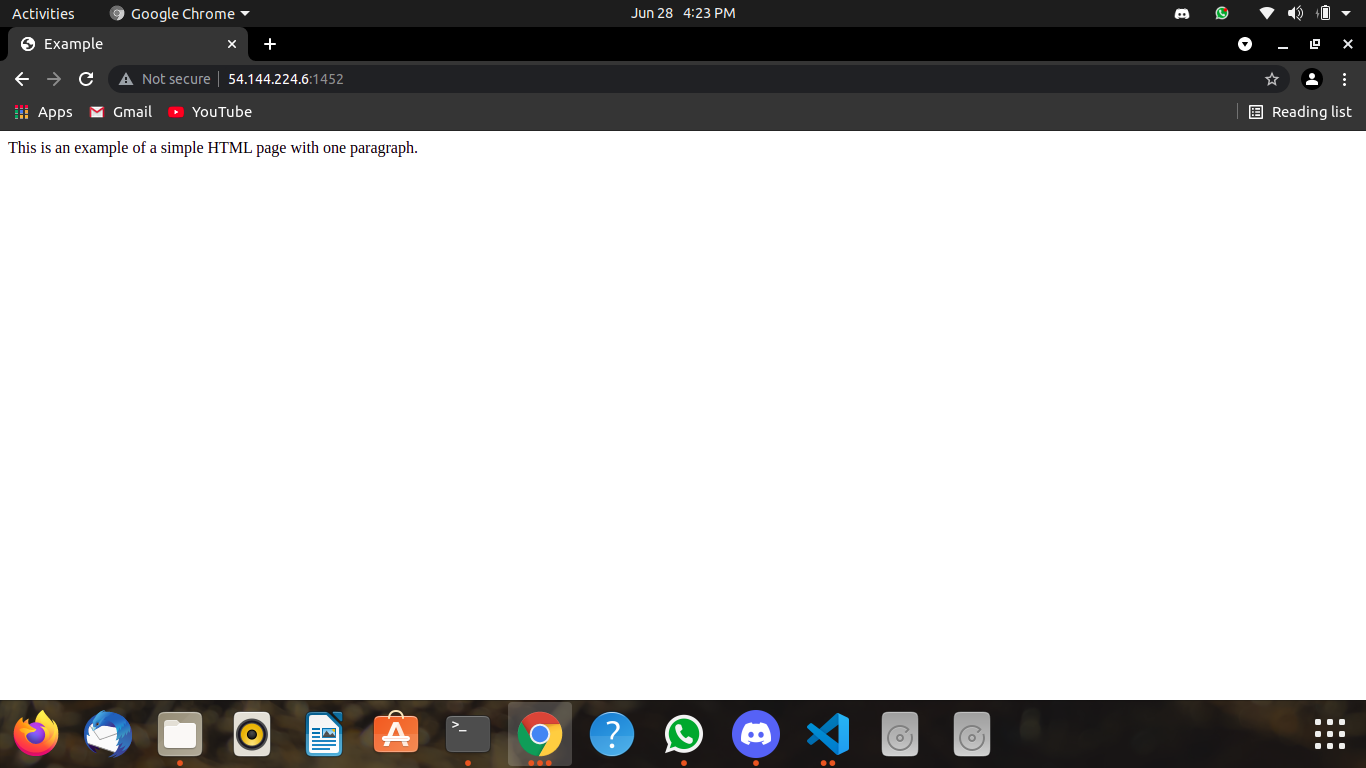 Activities
Google Chrome
Jun 28 4:23 PM
Example
Not secure
54.144.224.6:1452
Apps
Gmail
YouTube
Reading list
This is an example of a simple HTML page with one paragraph.
>_
?